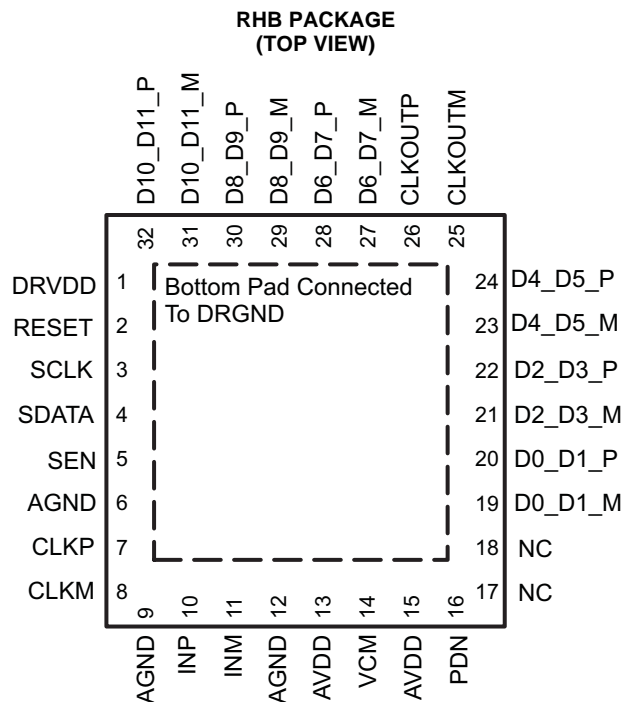 RHB PACKAGE
(TOP VIEW)
D10_D11_P
D10_D11_M
D8_D9_P
D8_D9_M
D6_D7_P
D6_D7_M
CLKOUTP
CLKOUTM
32
31
30
29
28
27
26
25
DRVDD 1
RESET 2
SCLK 3
SDATA 4
SEN 5
AGND 6
CLKP 7
CLKM 8
Bottom Pad Connected
To DRGND
24 D4_D5_P
23 D4_D5_M
22 D2_D3_P
21 D2_D3_M
20 D0_D1_P
19 D0_D1_M
18 NC
17 NC
9
10
11
12
13
14
15
16
AGND
INP
INM
AGND
AVDD
VCM
AVDD
PDN